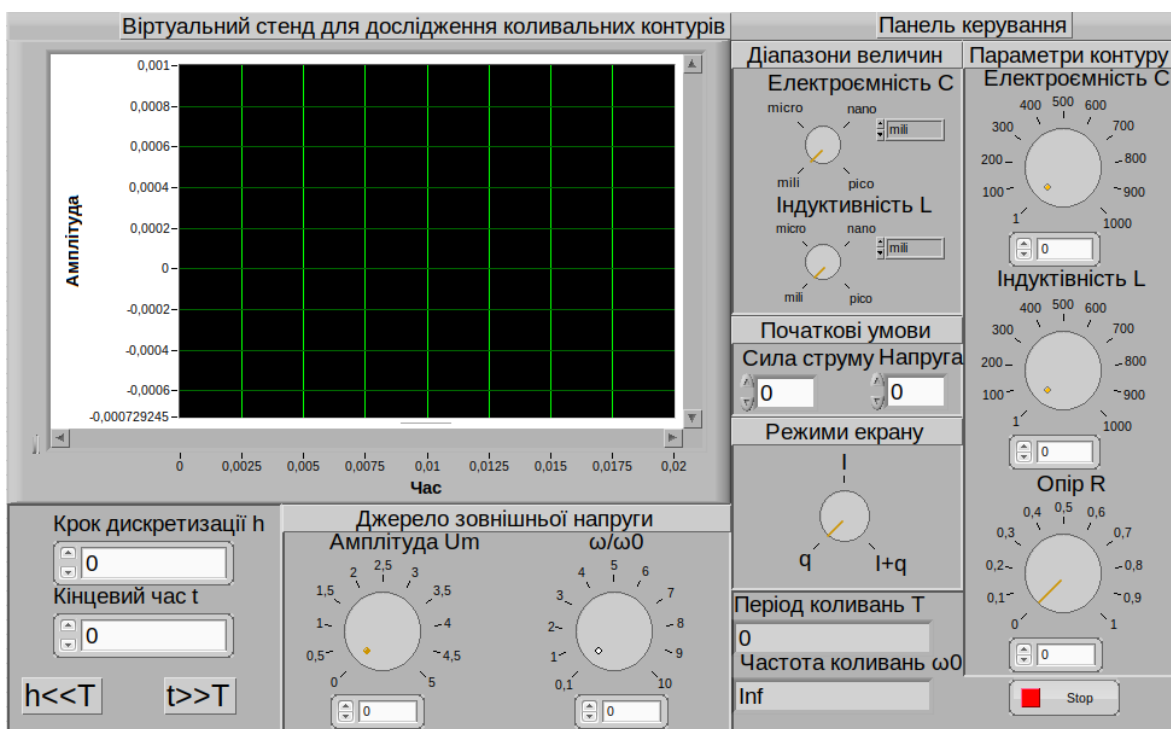 Віртуальний стенд для дослідження коливальних контурів
Амплітуда
0,001
0,0008
0,0006
0,0004
0,0002
0
-0,0002
-0,0004
-0,0006
-0,000729245
0 0,0025 0,005 0,0075 0,01 0,0125 0,015 0,0175 0,02
Час
Крок дискретизації h
0
Кінцевий час t
0
h<<T t>>T
Джерело зовнішньої напруги
Амплітуда Um
0 0,5 1 1,5 2 2,5 3 3,5 4 4,5 5
0
ω/ω0
0,1 1 2 3 4 5 6 7 8 9 10
0
Панель керування
Діапазони величин
Електроємність C
micro nano
mili pico
mili
Індуктивність L
micro nano
mili pico
mili
Початкові умови
Сила струму Напруга
0 0
Режими екрану
I
q I+q
Період коливань T
0
Частота коливань ω0
Inf
Параметри контуру
Електроємність C
1 100 200 300 400 500 600 700 800 900 1000
0
Індуктівність L
1 100 200 300 400 500 600 700 800 900 1000
0
Опір R
0 0,1 0,2 0,3 0,4 0,5 0,6 0,7 0,8 0,9 1
0
Stop